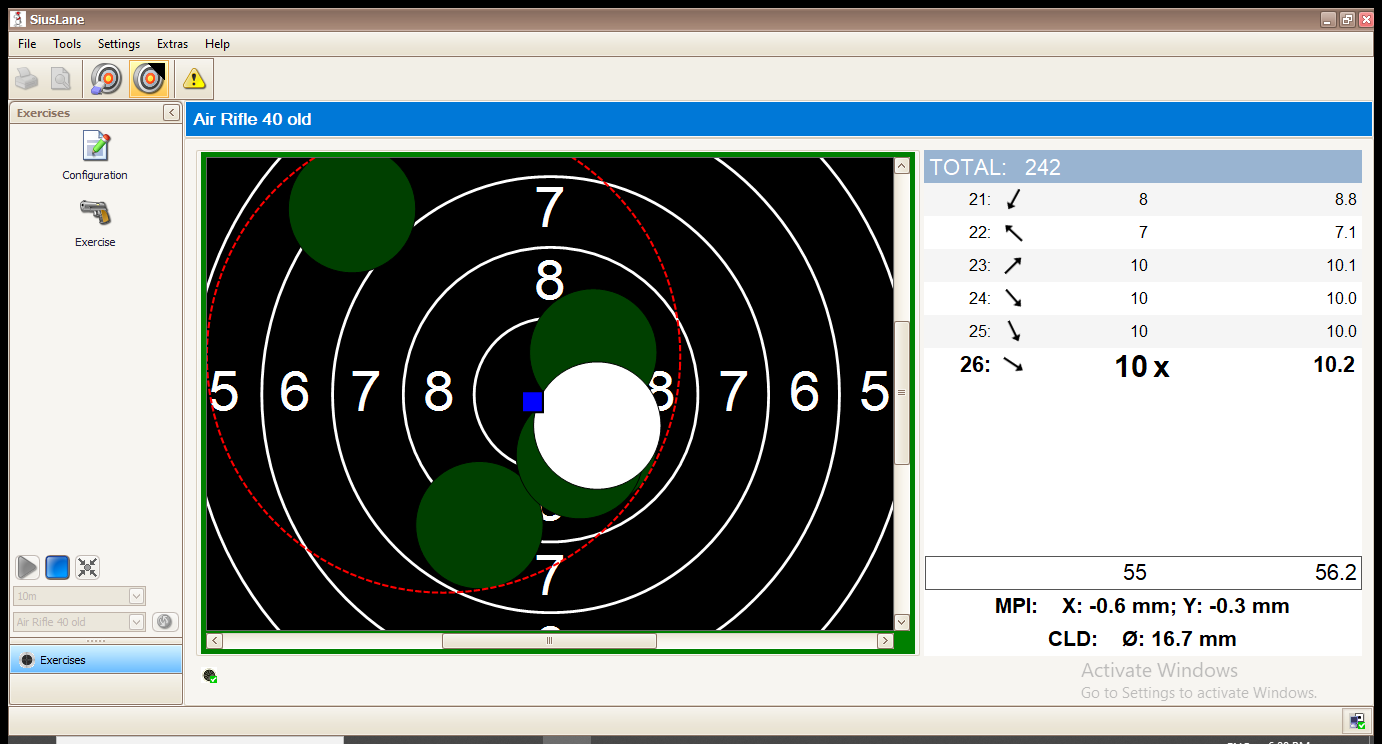 SiusLane
File Tools Settings Extras Help
Exercises
Configuration
Exercise
10m
Air Rifle 40 old
Exercises
Air Rifle 40 old
7
8
5 6 7 8 8 7 6 5
7
TOTAL: 242
21: 8 8.8
22: 7 7.1
23: 10 10.1
24: 10 10.0
25: 10 10.0
26: 10 x 10.2
55 56.2
MPI: X: -0.6 mm; Y: -0.3 mm
CLD: Ø: 16.7 mm
Activate Windows
Go to Settings to activate Windows.